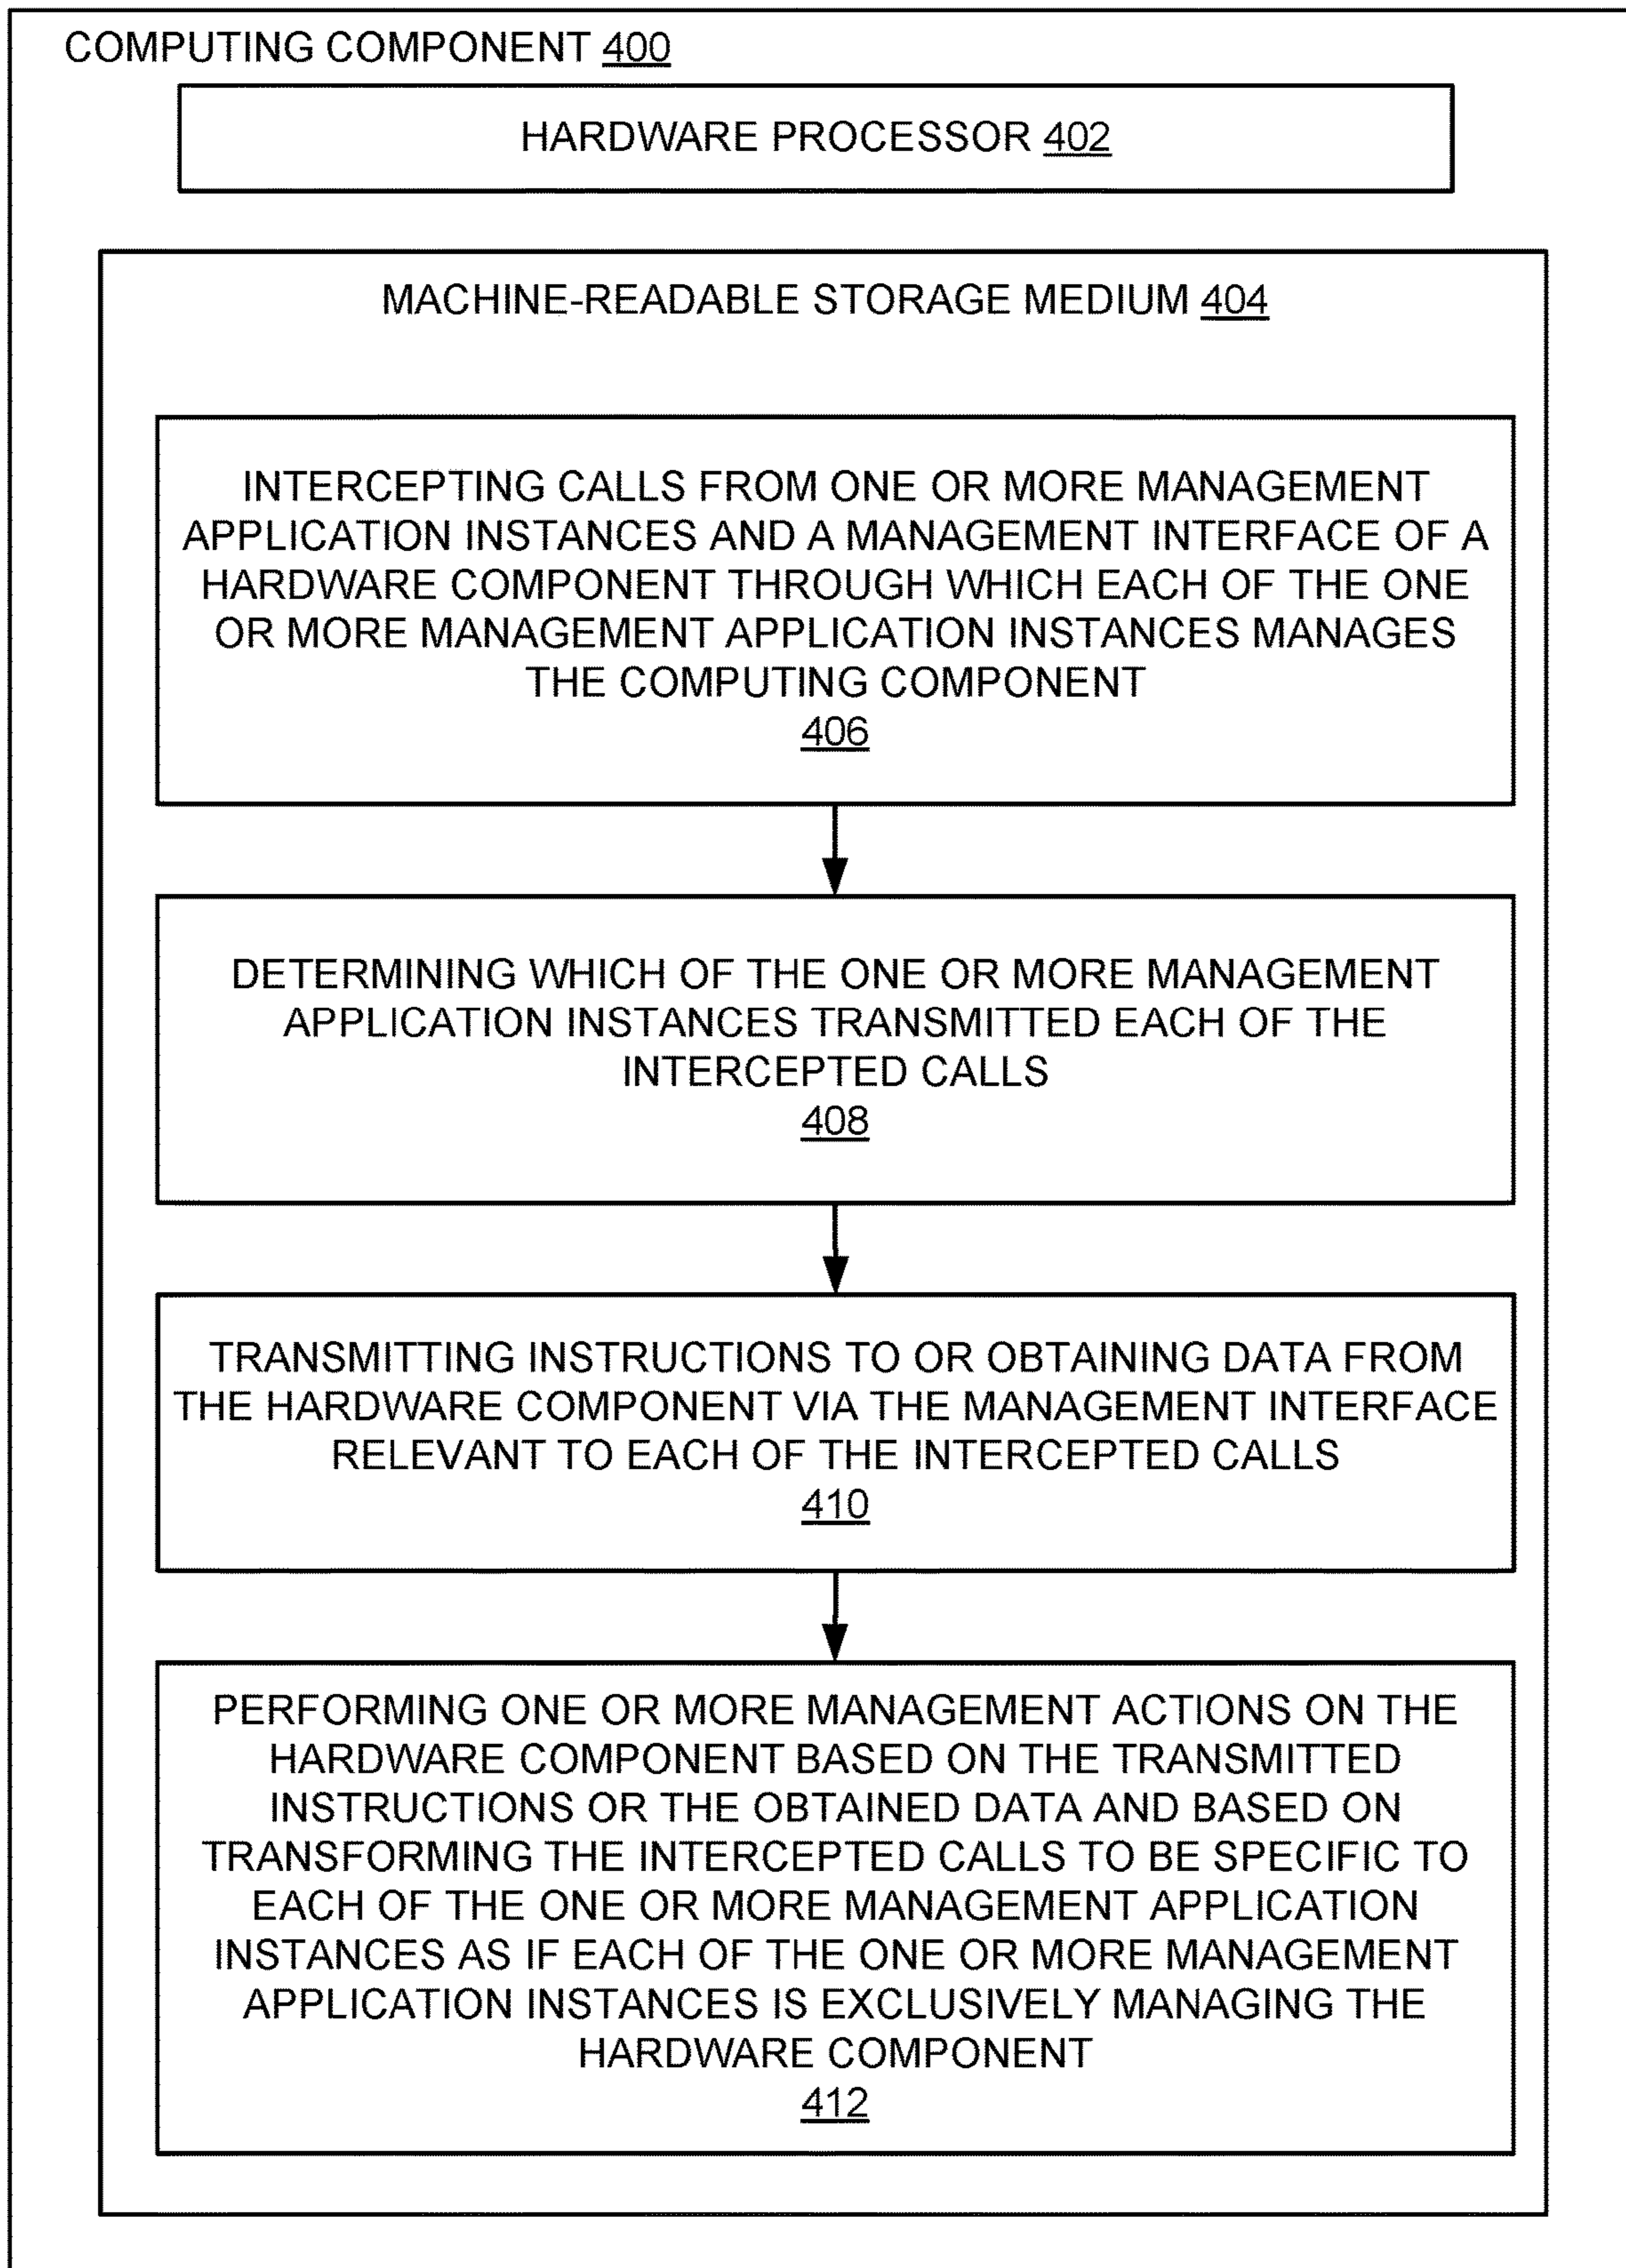 COMPUTING COMPONENT 400
HARDWARE PROCESSOR 402
MACHINE-READABLE STORAGE MEDIUM 404
INTERCEPTING CALLS FROM ONE OR MORE MANAGEMENT
APPLICATION INSTANCES AND A MANAGEMENT INTERFACE OF A
HARDWARE COMPONENT THROUGH WHICH EACH OF THE ONE
OR MORE MANAGEMENT APPLICATION INSTANCES MANAGES
THE COMPUTING COMPONENT
406
DETERMINING WHICH OF THE ONE OR MORE MANAGEMENT
APPLICATION INSTANCES TRANSMITTED EACH OF THE
INTERCEPTED CALLS
408
TRANSMITTING INSTRUCTIONS TO OR OBTAINING DATA FROM
THE HARDWARE COMPONENT VIA THE MANAGEMENT INTERFACE
RELEVANT TO EACH OF THE INTERCEPTED CALLS
410
PERFORMING ONE OR MORE MANAGEMENT ACTIONS ON THE
HARDWARE COMPONENT BASED ON THE TRANSMITTED
INSTRUCTIONS OR THE OBTAINED DATA AND BASED ON
TRANSFORMING THE INTERCEPTED CALLS TO BE SPECIFIC TO
EACH OF THE ONE OR MORE MANAGEMENT APPLICATION
INSTANCES AS IF EACH OF THE ONE OR MORE MANAGEMENT
APPLICATION INSTANCES IS EXCLUSIVELY MANAGING THE
HARDWARE COMPONENT
412